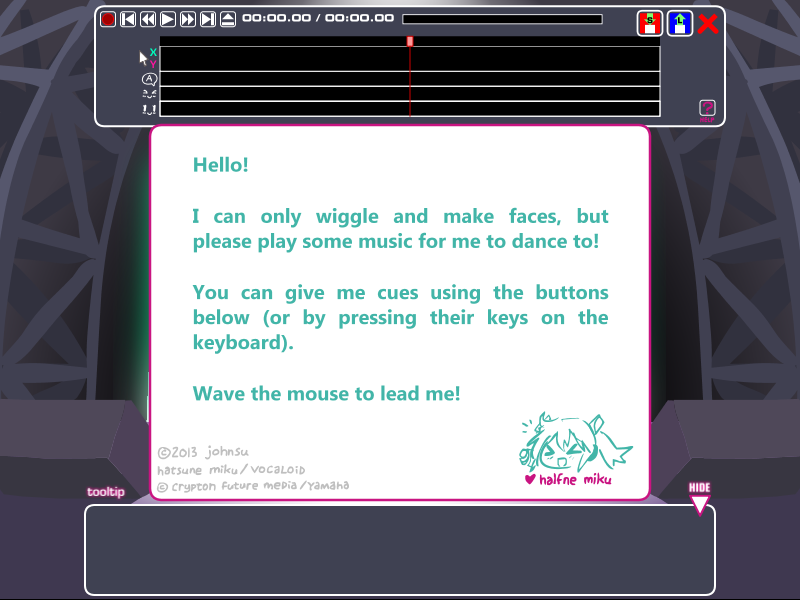 00:00.00 / 00:00.00
S
L
X
Y
A
?
HELP
Hello!
I can only wiggle and make faces, but
please play some music for me to dance to!
You can give me cues using the buttons
below (or by pressing their keys on the
keyboard).
Wave the mouse to lead me!
©2013 johnsu
hatsune miku/VOCALOID
© crypton future media/Yamaha
♥ halfne miku
tooltip
HIDE